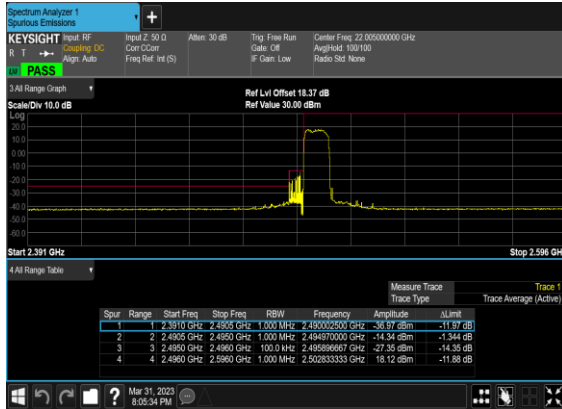 Spectrum Analyzer 1
Spurious Emissions
KEYSIGHT Input: RF Input Z: 50 Ω Atten: 30 dB Trig: Free Run Center Freq: 22.005000000 GHz
R T Coupling: DC Corr CCorr Gate: Off Avg|Hold: 100/100
Align: Auto Freq Ref: Int (S) IF Gain: Low Radio Std: None
PASS
3 All Range Graph Ref Lvl Offset 18.37 dB
Scale/Div 10.0 dB Ref Value 30.00 dBm
Log
20.0
10.0
0.00
-10.0
-20.0
-30.0
-40.0
-50.0
-60.0
Start 2.391 GHz Stop 2.596 GH
4 All Range Table
Measure Trace Trace 1
Trace Type Trace Average (Active)
Spur Range Start Freq Stop Freq RBW Frequency Amplitude ΔLimit
1 1 2.3910 GHz 2.4905 GHz 1.000 MHz 2.490002500 GHz -36.97 dBm -11.97 dB
2 2 2.4905 GHz 2.4950 GHz 1.000 MHz 2.494970000 GHz -14.34 dBm -1.344 dB
3 3 2.4950 GHz 2.4960 GHz 100.0 kHz 2.495896667 GHz -27.35 dBm -14.35 dB
4 4 2.4960 GHz 2.5960 GHz 1.000 MHz 2.502833333 GHz 18.12 dBm -11.88 dB
? Mar 31, 2023
8:05:34 PM